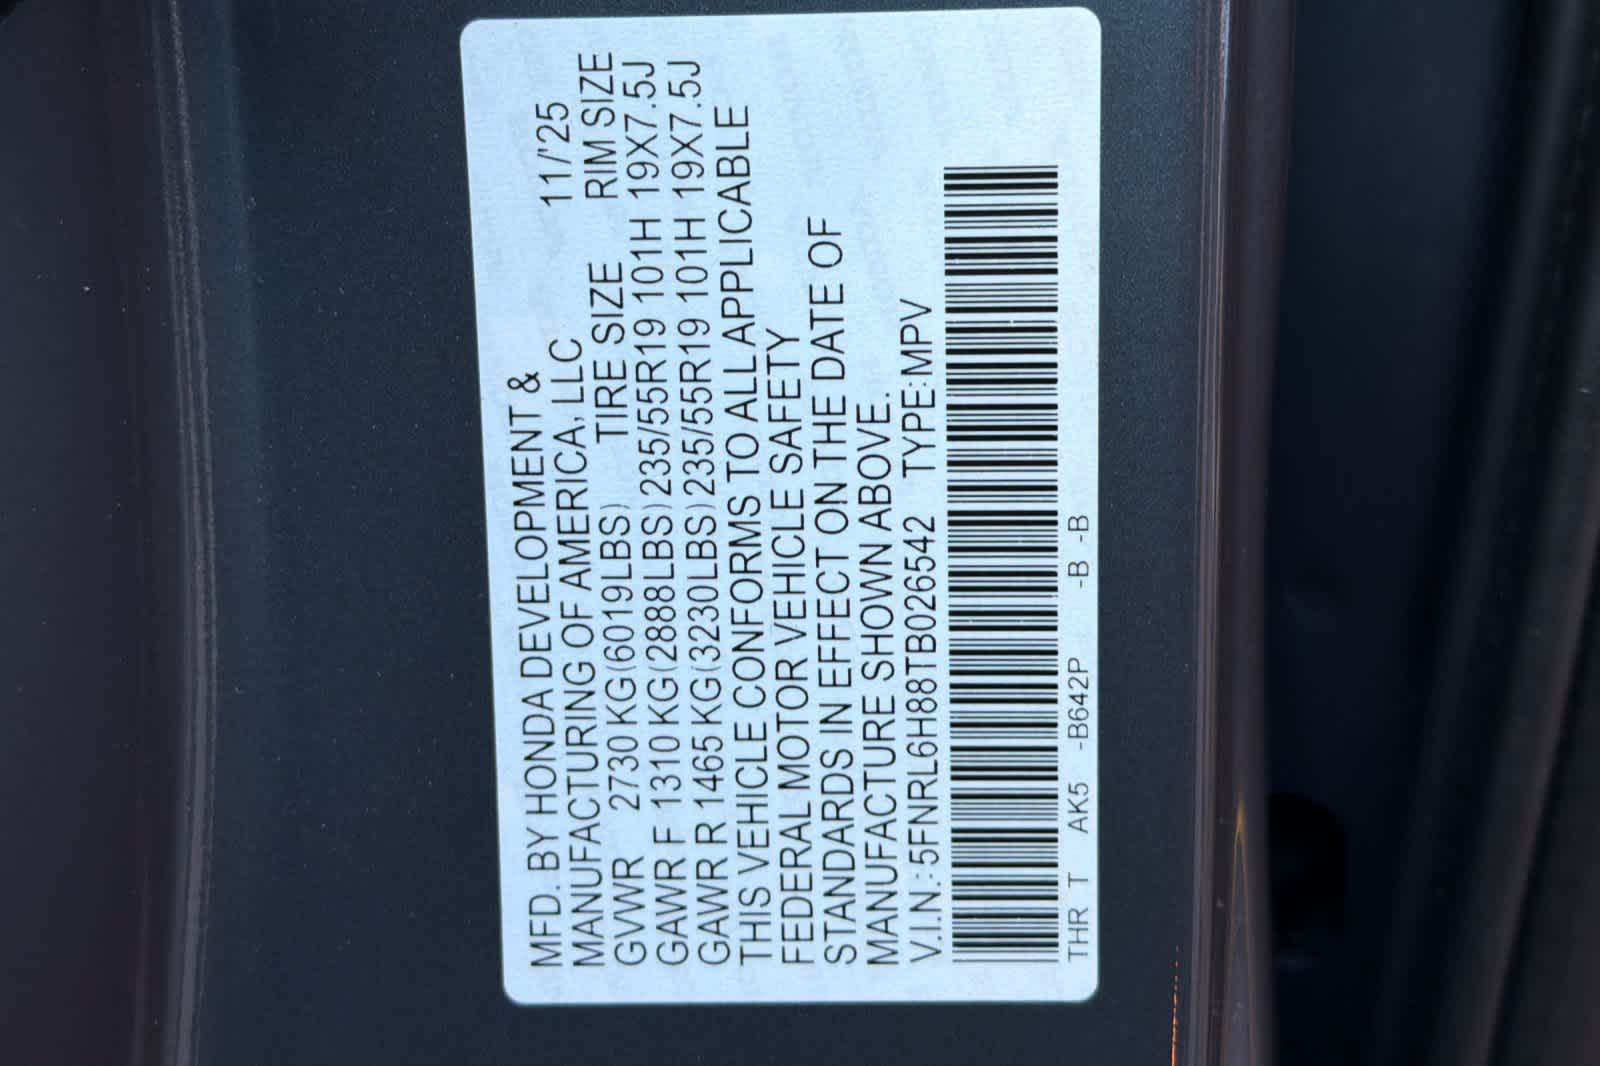 MFD. BY HONDA DEVELOPMENT &
MANUFACTURING OF AMERICA, LLC 11/'25
GVWR 2730 KG(6019LBS) TIRE SIZE RIM SIZE
GAWR F 1310 KG(2888LBS) 235/55R19 101H 19X7.5J
GAWR R 1465 KG(3230LBS) 235/55R19 101H 19X7.5J
THIS VEHICLE CONFORMS TO ALL APPLICABLE
FEDERAL MOTOR VEHICLE SAFETY
STANDARDS IN EFFECT ON THE DATE OF
MANUFACTURE SHOWN ABOVE.
V.I.N.:5FNRL6H88TB026542 TYPE:MPV
THR T AK5 -B642P -B -B